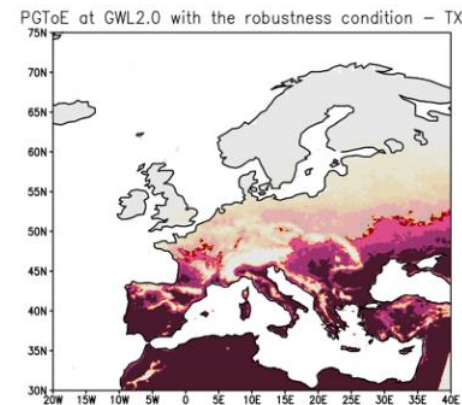 PGToE at GWL2.0 with the robustness condition – TX
75N
70N
65N
60N
55N
50N
45N
40N
35N
30N
20W 15W 10W 5W 0 5E 10E 15E 20E 25E 30E 35E 40E